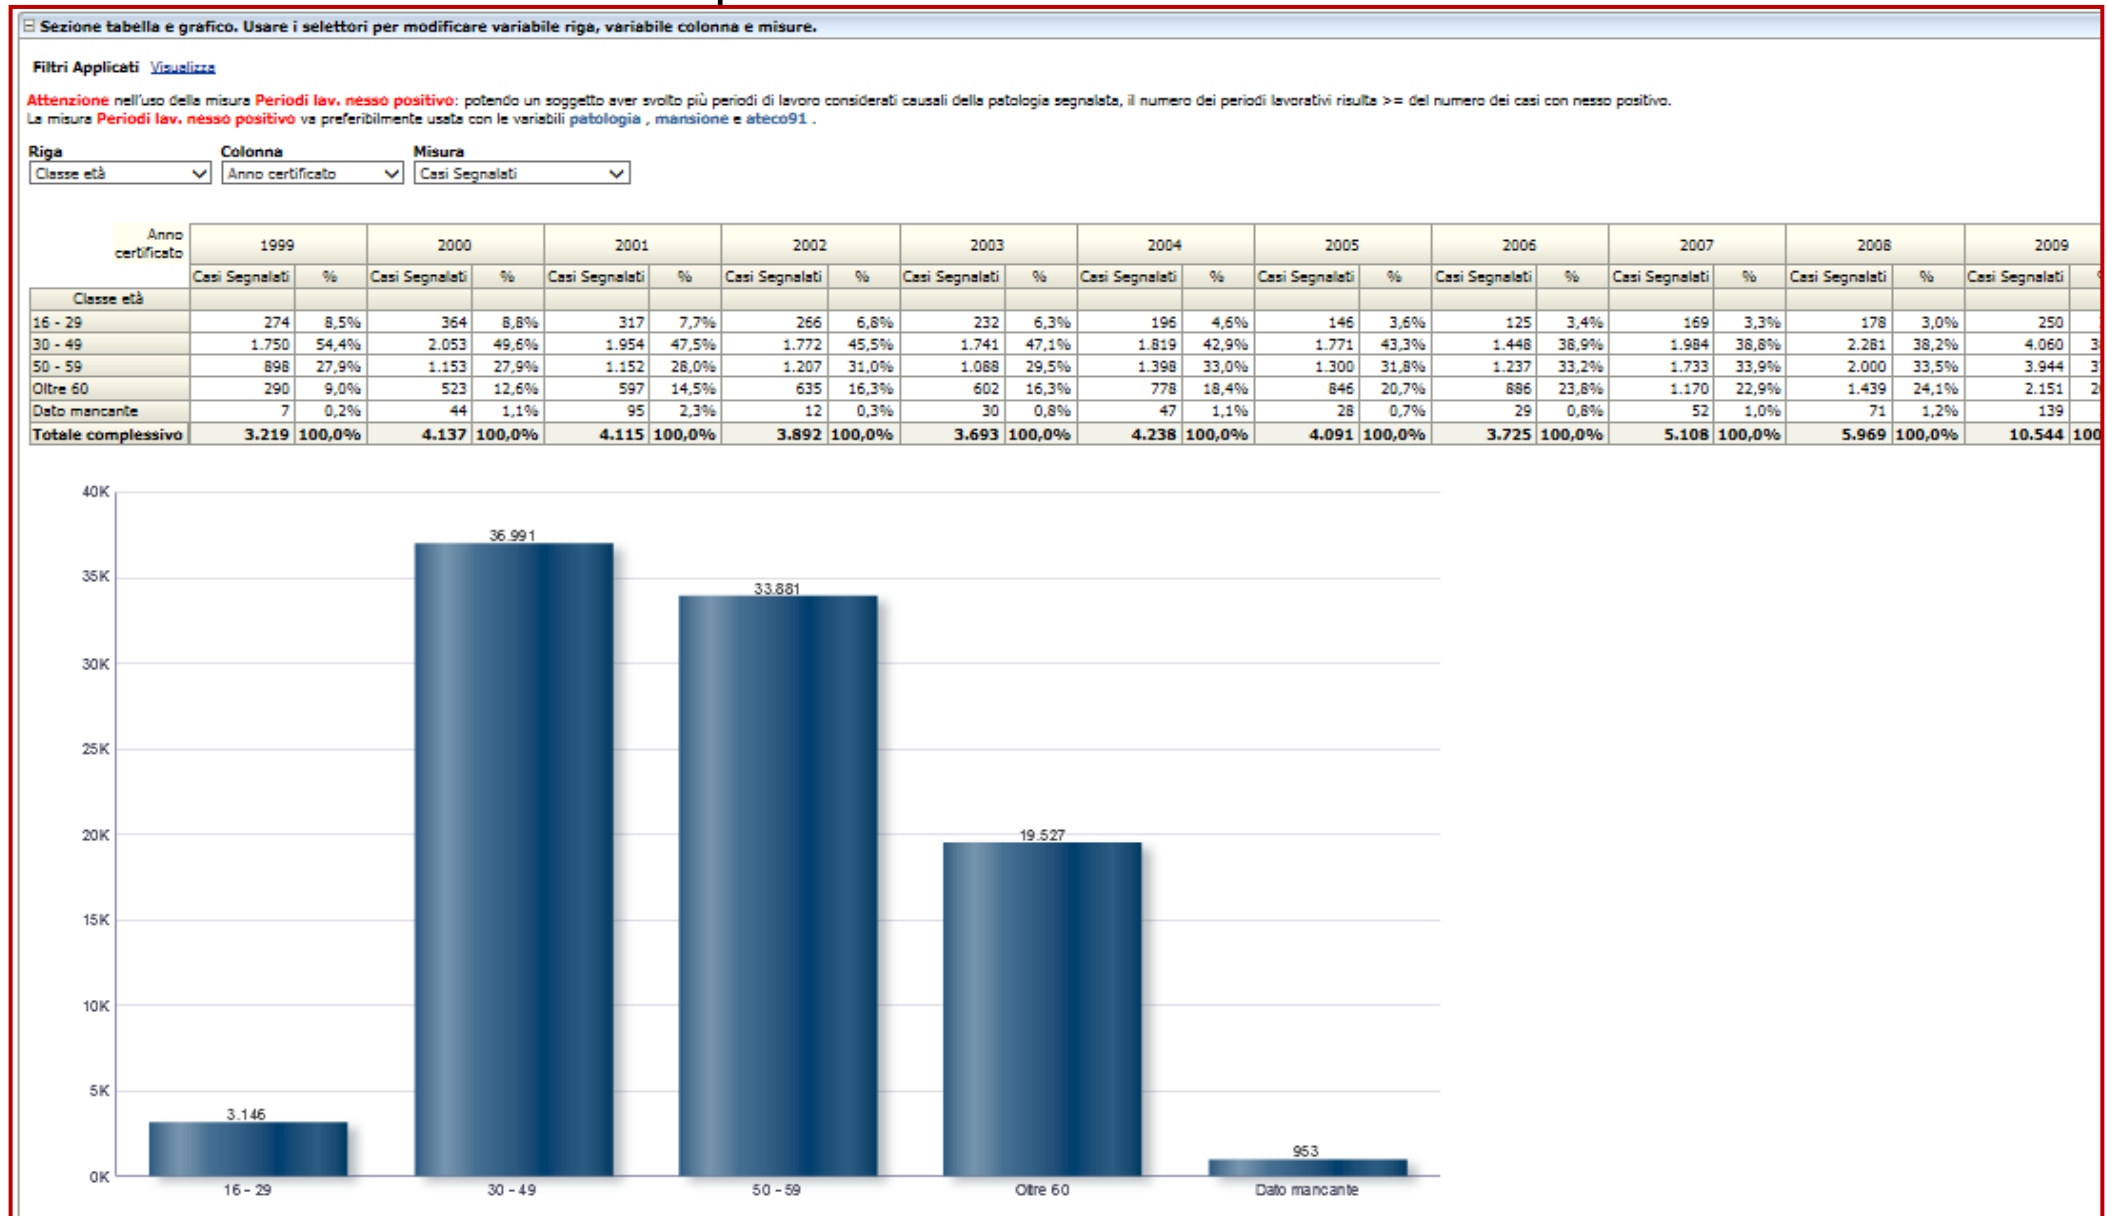 Sezione tabella e grafico. Usare i selettori per modificare variabile riga, variabile colonna e misure.
Filtri Applicati Visualizza
Attenzione nell'uso della misura Periodi lav. nesso positivo: potendo un soggetto aver svolto più periodi di lavoro considerati causali della patologia segnalata, il numero dei periodi lavorativi risulta >= del numero dei casi con nesso positivo.
La misura Periodi lav. nesso positivo va preferibilmente usata con le variabili patologia , mansione e ateco91 .
Riga Colonna Misura
Classe età Anno certificato Casi Segnalati
Anno certificato 1999 2000 2001 2002 2003 2004 2005 2006 2007 2008 2009
Casi Segnalati % Casi Segnalati % Casi Segnalati % Casi Segnalati % Casi Segnalati % Casi Segnalati % Casi Segnalati % Casi Segnalati % Casi Segnalati % Casi Segnalati % Casi Segnalati
Classe età
16 - 29 274 8,5% 364 8,8% 317 7,7% 266 6,8% 232 6,3% 196 4,6% 146 3,6% 125 3,4% 169 3,3% 178 3,0% 250
30 - 49 1.750 54,4% 2.053 49,6% 1.954 47,5% 1.772 45,5% 1.741 47,1% 1.819 42,9% 1.771 43,3% 1.448 38,9% 1.984 38,8% 2.281 38,2% 4.060
50 - 59 898 27,9% 1.153 27,9% 1.152 28,0% 1.207 31,0% 1.088 29,5% 1.398 33,0% 1.300 31,8% 1.237 33,2% 1.733 33,9% 2.000 33,5% 3.944
Oltre 60 290 9,0% 523 12,6% 597 14,5% 635 16,3% 602 16,3% 778 18,4% 846 20,7% 886 23,8% 1.170 22,9% 1.439 24,1% 2.151
Dato mancante 7 0,2% 44 1,1% 95 2,3% 12 0,3% 30 0,8% 47 1,1% 28 0,7% 29 0,8% 52 1,0% 71 1,2% 139
Totale complessivo 3.219 100,0% 4.137 100,0% 4.115 100,0% 3.892 100,0% 3.693 100,0% 4.238 100,0% 4.091 100,0% 3.725 100,0% 5.108 100,0% 5.969 100,0% 10.544 100
40K
36.991
35K
33.881
30K
25K
20K
19.527
15K
10K
5K
3.146
953
0K
16 - 29 30 - 49 50 - 59 Oltre 60 Dato mancante